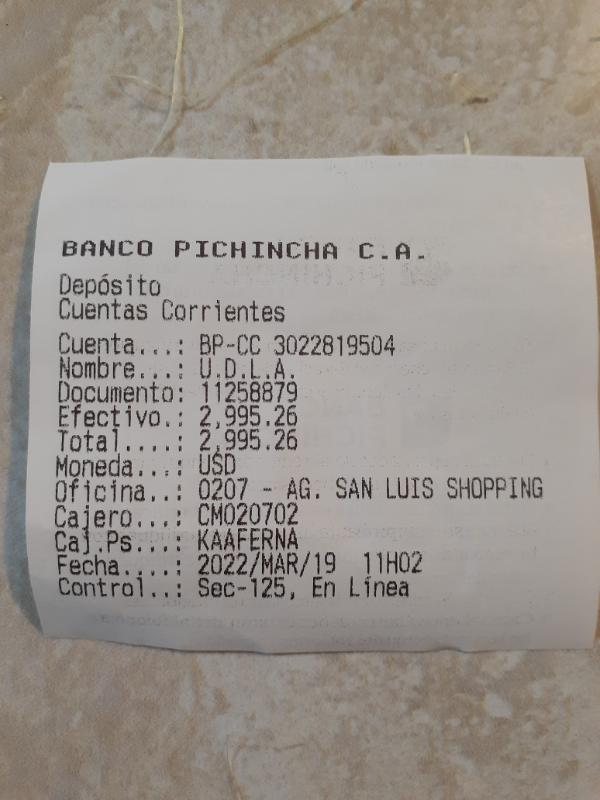 BANCO PICHINCHA C.A.
Depósito
Cuentas Corrientes
Cuenta...: BP-CC 3022819504
Nombre...: U.D.L.A.
Documento: 11258879
Efectivo.: 2,995.26
Total....: 2,995.26
Moneda...: USD
Oficina..: 0207 - AG. SAN LUIS SHOPPING
Cajero...: CM020702
Caj.Ps...: KAAFERNA
Fecha....: 2022/MAR/19 11H02
Control..: Sec-125, En Línea